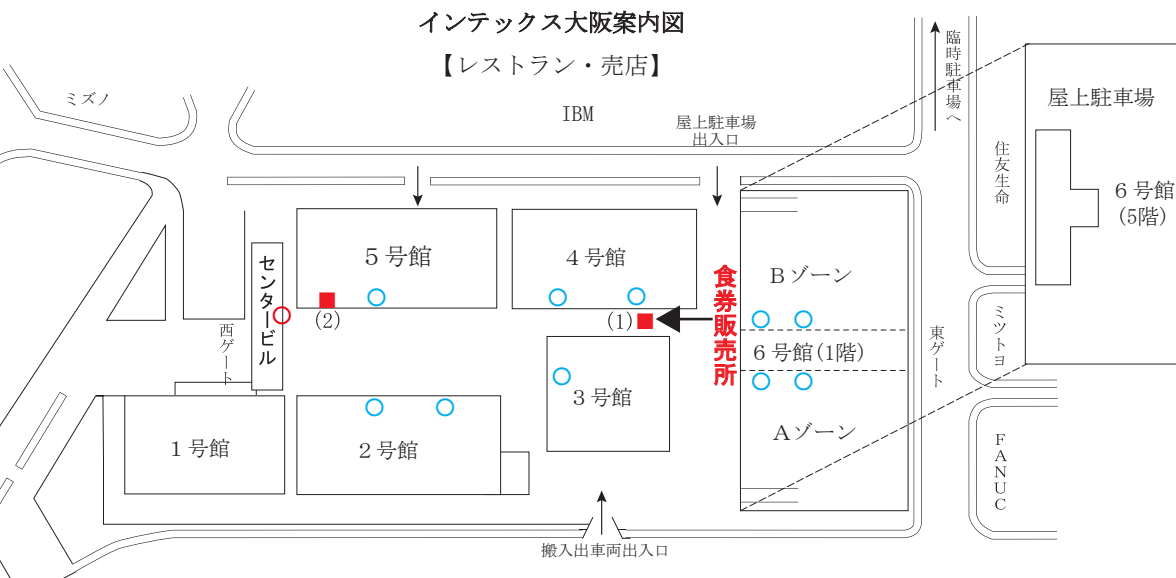 インテックス大阪案内図
【レストラン・売店】
ミズノ
IBM
屋上駐車場
出入口
臨時駐車場へ
屋上駐車場
住友生命
6号館
(5階)
センタービル
5号館
4号館
食券販売所
Bゾーン
(2)
(1)
西ゲート
6号館(1階)
東ゲート
ミツトヨ
3号館
1号館
2号館
Aゾーン
FANUC
搬入出車両出入口